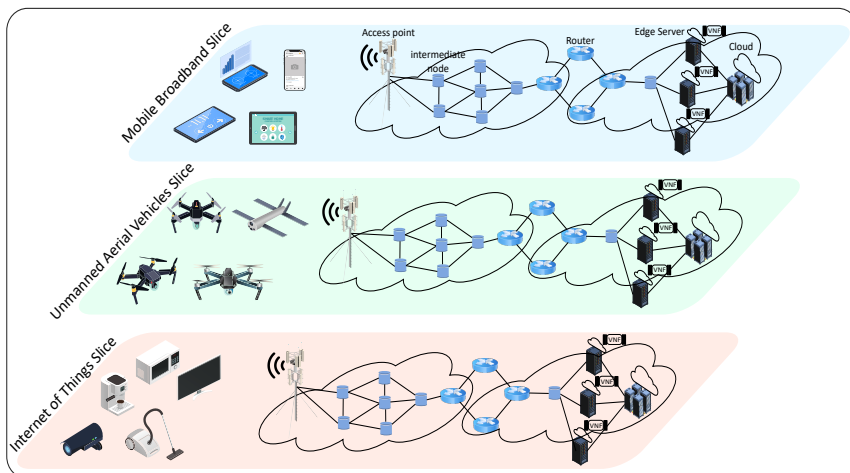 Mobile Broadband Slice
Access point
intermediate
node
Router
Edge Server
Cloud
VNF
VNF
VNF
Unmanned Aerial Vehicles Slice
VNF
VNF
VNF
Internet of Things Slice
VNF
VNF
VNF